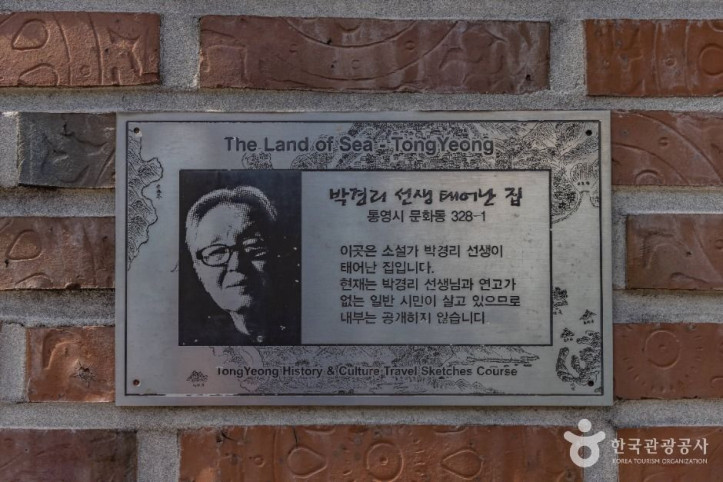 The Land of Sea - TongYeong
박경리 선생 태어난 집
통영시 문화동 328-1
이곳은 소설가 박경리 선생이
태어난 집입니다.
현재는 박경리 선생님과 연고가
없는 일반 시민이 살고 있으므로
내부는 공개하지 않습니다
TongYeong History & Culture Travel Sketches Course
한국관광공사
KOREA TOURISM ORGANIZATION